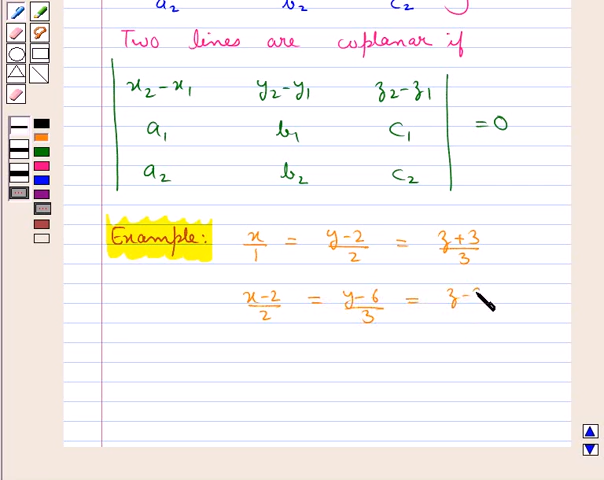 a₂ b₂ c₂
Two lines are coplanar if
| x₂-x₁ y₂-y₁ z₂-z₁ |
| a₁ b₁ c₁ | = 0
| a₂ b₂ c₂ |
Example: x/1 = (y-2)/2 = (z+3)/3
(x-2)/2 = (y-6)/3 = z-